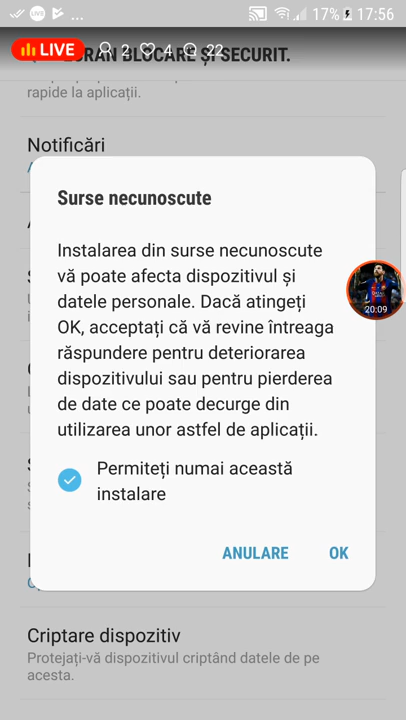 ... 17% 17:56
LIVE 2 4 22
ECRAN BLOCARE ȘI SECURIT.
rapide la aplicații.
Notificări
Surse necunoscute
Instalarea din surse necunoscute
vă poate afecta dispozitivul și
datele personale. Dacă atingeți
OK, acceptați că vă revine întreaga
răspundere pentru deteriorarea
dispozitivului sau pentru pierderea
de date ce poate decurge din
utilizarea unor astfel de aplicații.
20:09
Permiteți numai această
instalare
ANULARE OK
Criptare dispozitiv
Protejați-vă dispozitivul criptând datele de pe
acesta.